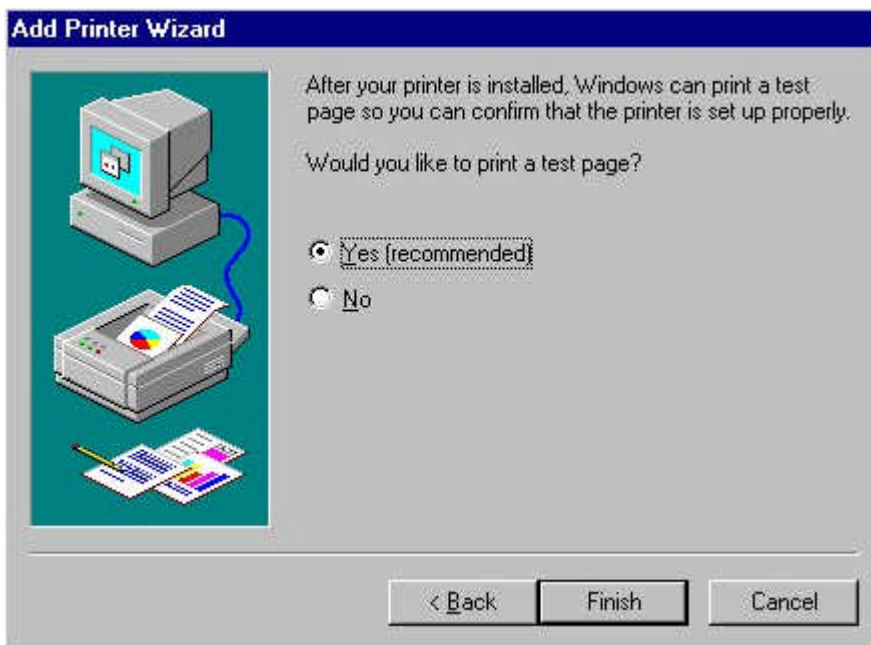 Add Printer Wizard
After your printer is installed, Windows can print a test
page so you can confirm that the printer is set up properly.
Would you like to print a test page?
Yes (recommended)
No
< Back
Finish
Cancel